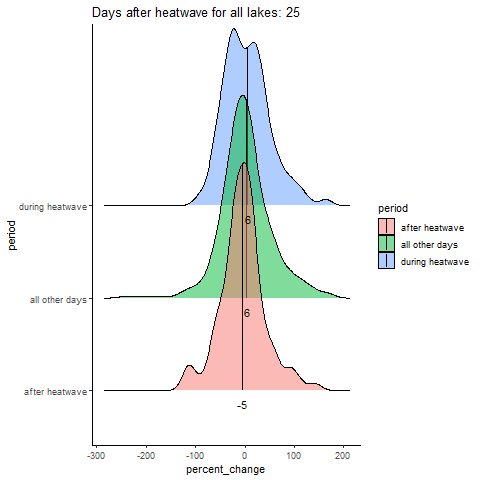 Days after heatwave for all lakes: 25
period
during heatwave
all other days
after heatwave
6
6
-5
-300
-200
-100
0
100
200
percent_change
period
after heatwave
all other days
during heatwave